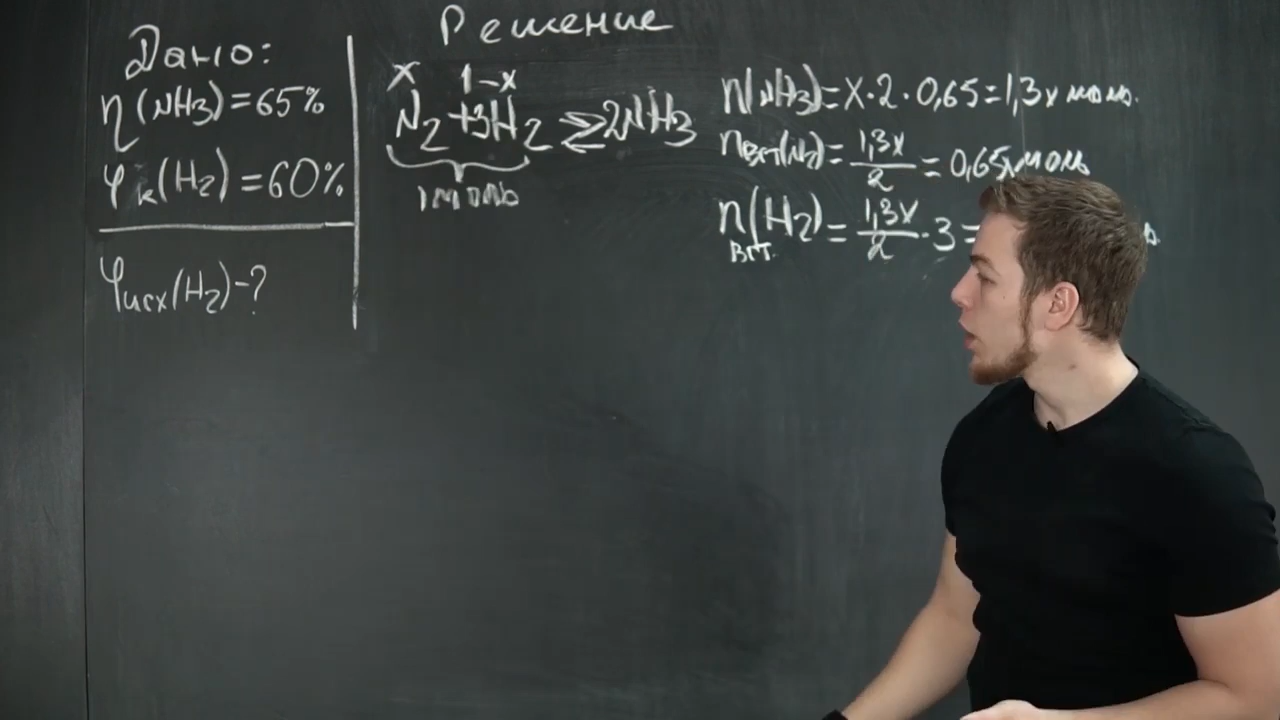 Дано:
η(NH3)=65%
φк(H2)=60%
φисх(H2)-?
Решение
x 1-x
N2+3H2⇄2NH3
1 моль
n(NH3)=x·2·0,65=1,3x моль.
nвст(N2)=1,3x/2=0,65x моль
n(H2)вст.=1,3x/2·3=